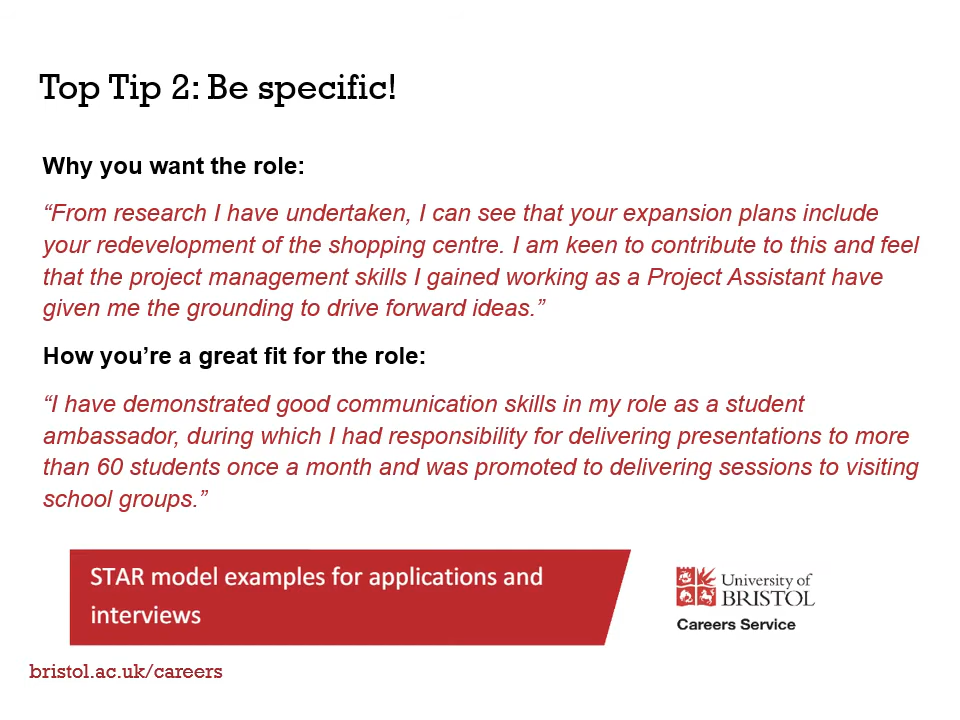 Top Tip 2: Be specific!
Why you want the role:
“From research I have undertaken, I can see that your expansion plans include
your redevelopment of the shopping centre. I am keen to contribute to this and feel
that the project management skills I gained working as a Project Assistant have
given me the grounding to drive forward ideas.”
How you’re a great fit for the role:
“I have demonstrated good communication skills in my role as a student
ambassador, during which I had responsibility for delivering presentations to more
than 60 students once a month and was promoted to delivering sessions to visiting
school groups.”
STAR model examples for applications and
interviews
University of
BRISTOL
Careers Service
bristol.ac.uk/careers